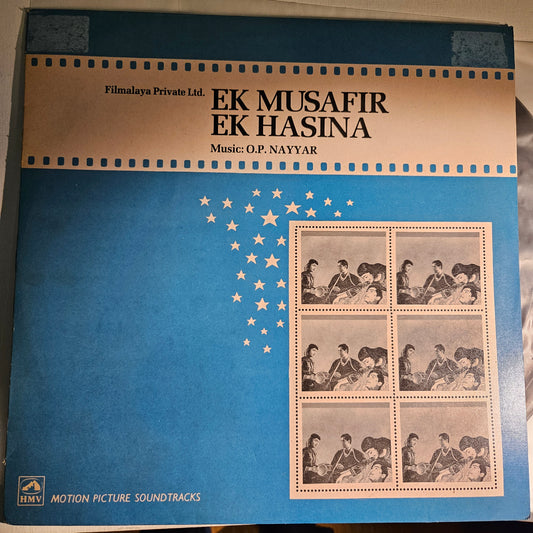 Filmalaya Private Ltd.
EK MUSAFIR
EK HASINA
Music: O.P. NAYYAR
HMV
MOTION PICTURE SOUNDTRACKS